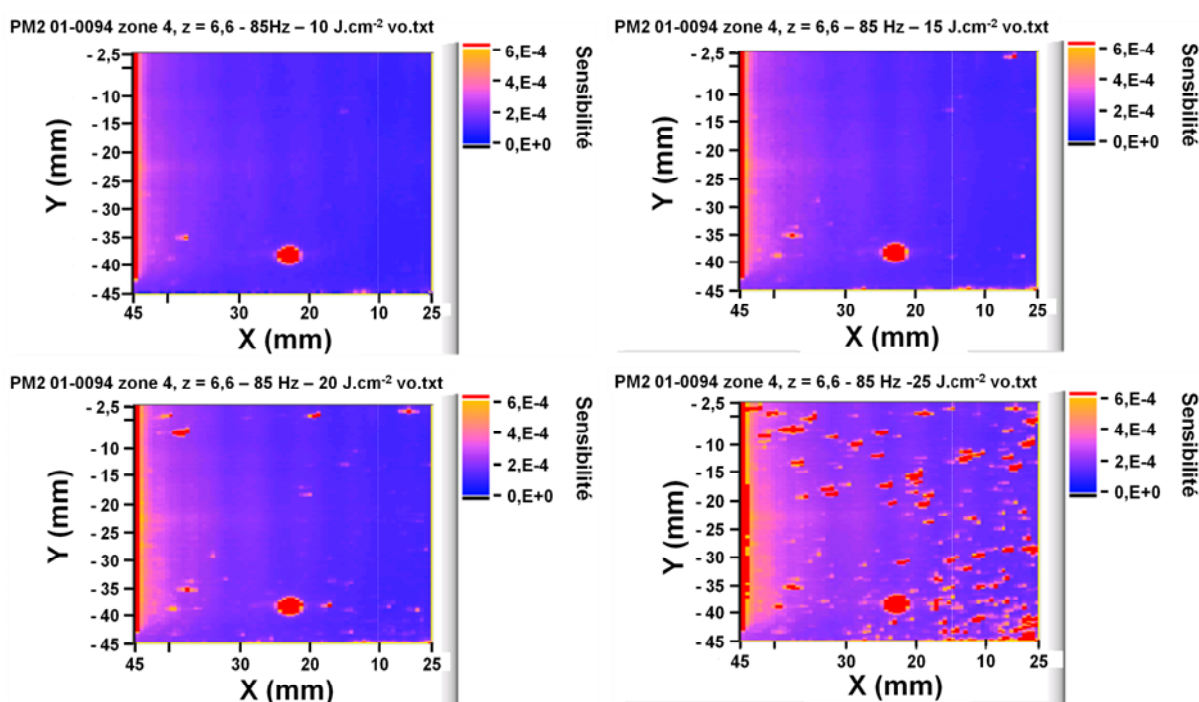 PM2 01-0094 zone 4, z = 6,6 - 85Hz – 10 J.cm⁻² vo.txt
-2,5
-10
-15
-20
-25
-30
-35
-40
-45
Y (mm)
45
40
30
20
10
25
X (mm)
6,E-4
4,E-4
2,E-4
0,E+0
Sensibilité
PM2 01-0094 zone 4, z = 6,6 - 85 Hz – 15 J.cm⁻² vo.txt
-2,5
-10
-15
-20
-25
-30
-35
-40
-45
Y (mm)
45
30
20
10
25
X (mm)
6,E-4
4,E-4
2,E-4
0,E+0
Sensibilité
PM2 01-0094 zone 4, z = 6,6 – 85 Hz – 20 J.cm⁻² vo.txt
-2,5
-10
-15
-20
-25
-30
-35
-40
-45
Y (mm)
45
30
20
10
25
X (mm)
6,E-4
4,E-4
2,E-4
0,E+0
Sensibilité
PM2 01-0094 zone 4, z = 6,6 - 85 Hz -25 J.cm⁻² vo.txt
-2,5
-10
-15
-20
-25
-30
-35
-40
-45
Y (mm)
45
30
20
10
25
X (mm)
6,E-4
4,E-4
2,E-4
0,E+0
Sensibilité